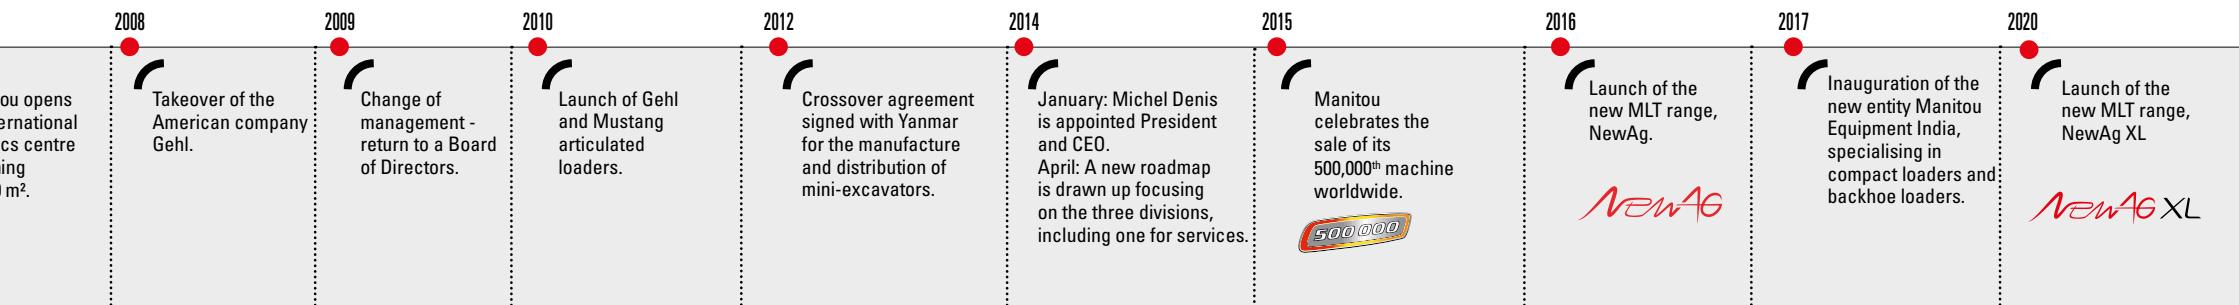 2008
2009
2010
2012
2014
2015
2016
2017
2020
ou opens
ernational
cs centre
ing
m².
Takeover of the
American company
Gehl.
Change of
management -
return to a Board
of Directors.
Launch of Gehl
and Mustang
articulated
loaders.
Crossover agreement
signed with Yanmar
for the manufacture
and distribution of
mini-excavators.
January: Michel Denis
is appointed President
and CEO.
April: A new roadmap
is drawn up focusing
on the three divisions,
including one for services.
Manitou
celebrates the
sale of its
500,000th machine
worldwide.
500 000
Launch of the
new MLT range,
NewAg.
NEWAG
Inauguration of the
new entity Manitou
Equipment India,
specialising in
compact loaders and
backhoe loaders.
Launch of the
new MLT range,
NewAg XL
NEWAG XL